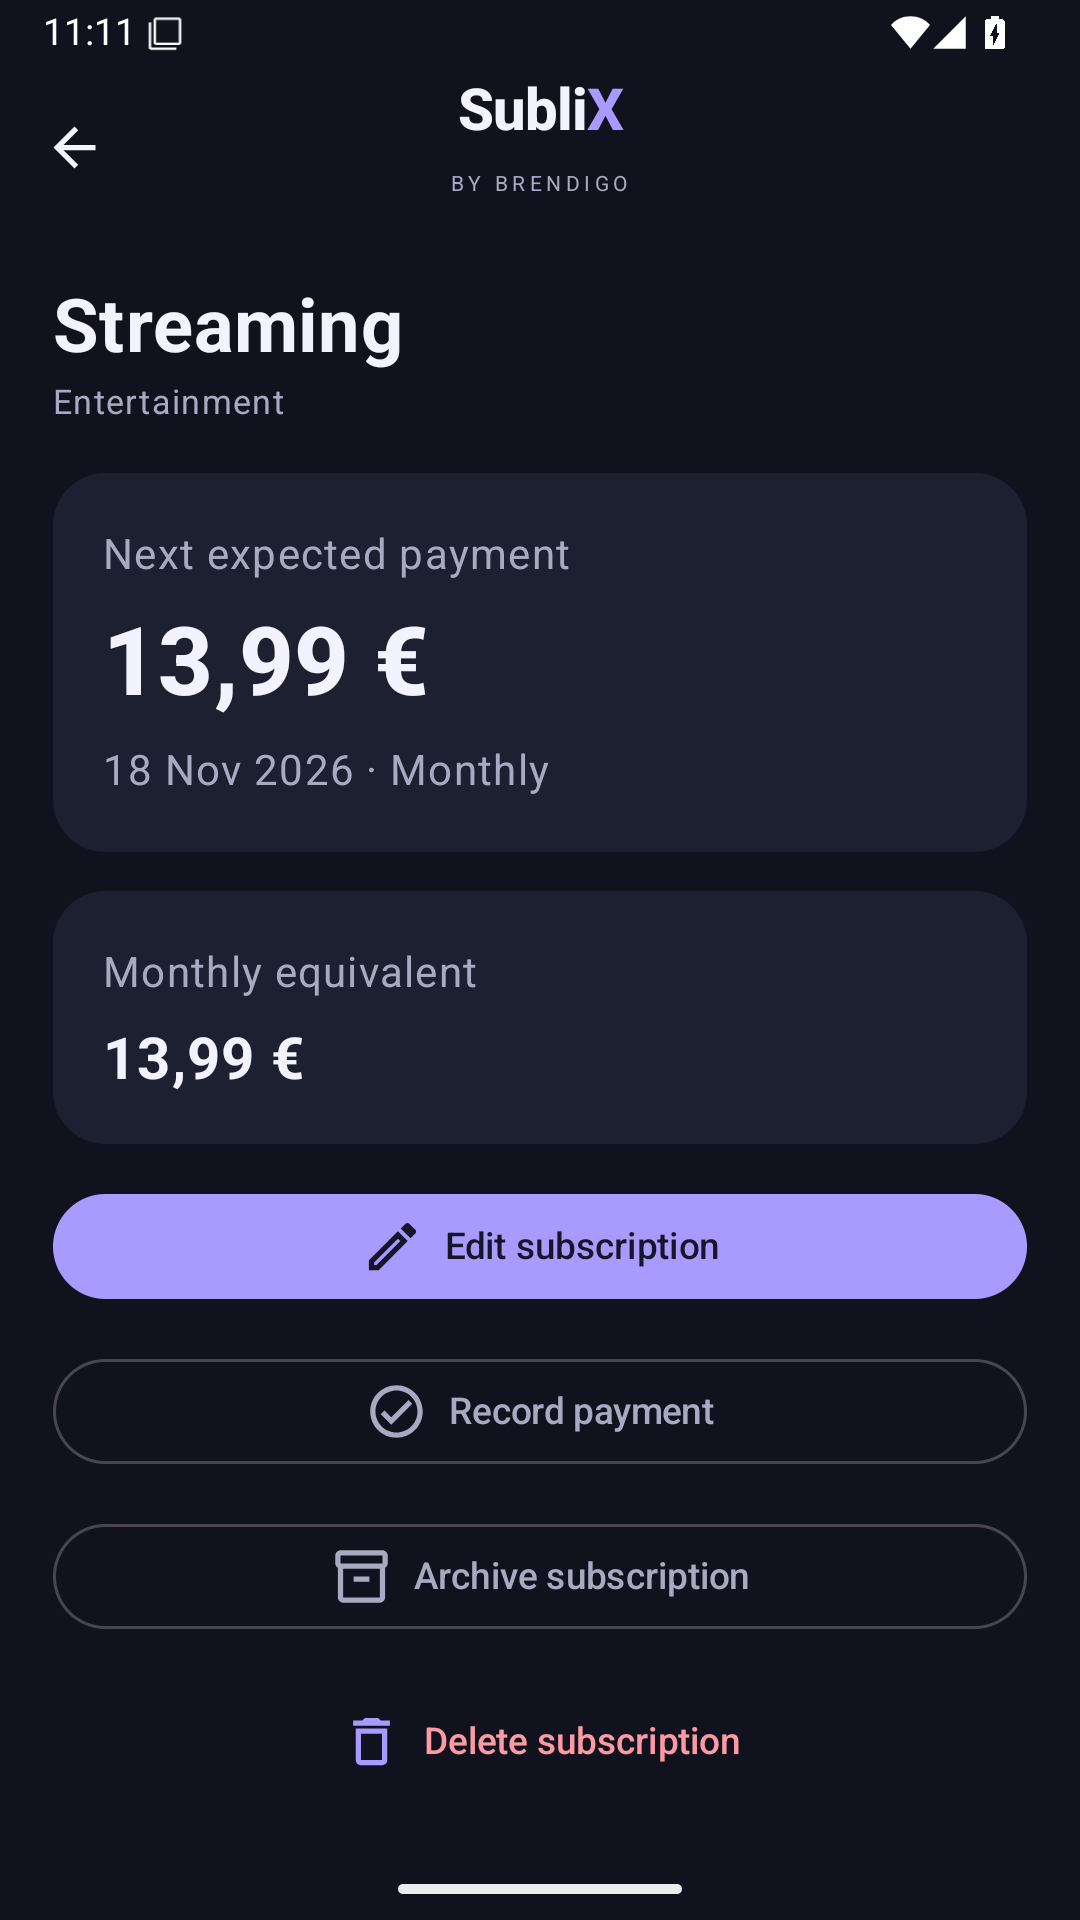 11:11
SubliX
BY BRENDIGO
Streaming
Entertainment
Next expected payment
13,99 €
18 Nov 2026 · Monthly
Monthly equivalent
13,99 €
Edit subscription
Record payment
Archive subscription
Delete subscription